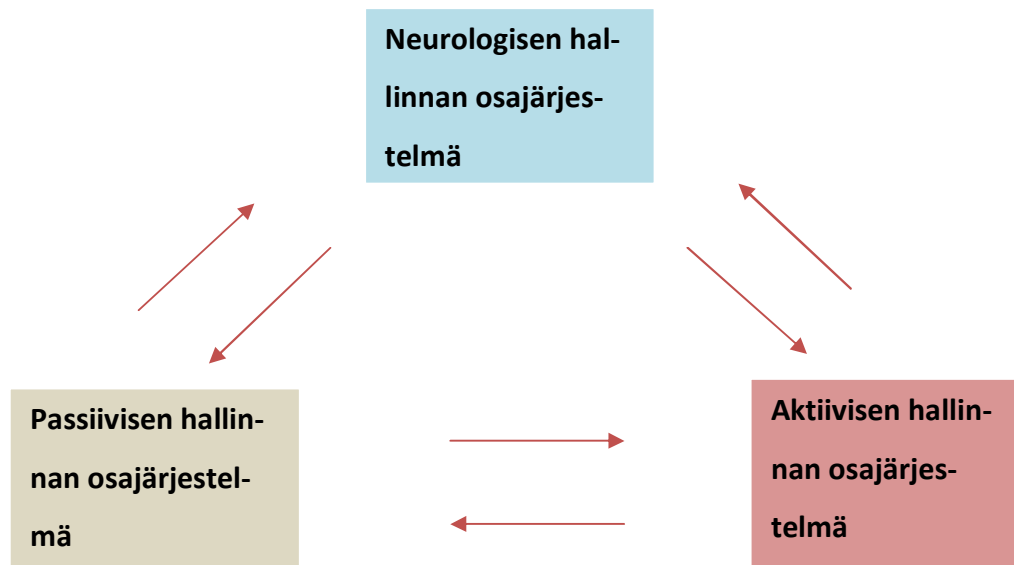 Neurologisen hal-
linnan osajärjes-
telmä
Passiivisen hallin-
nan osajärjestel-
mä
Aktiivisen hallin-
nan osajärjes-
telmä